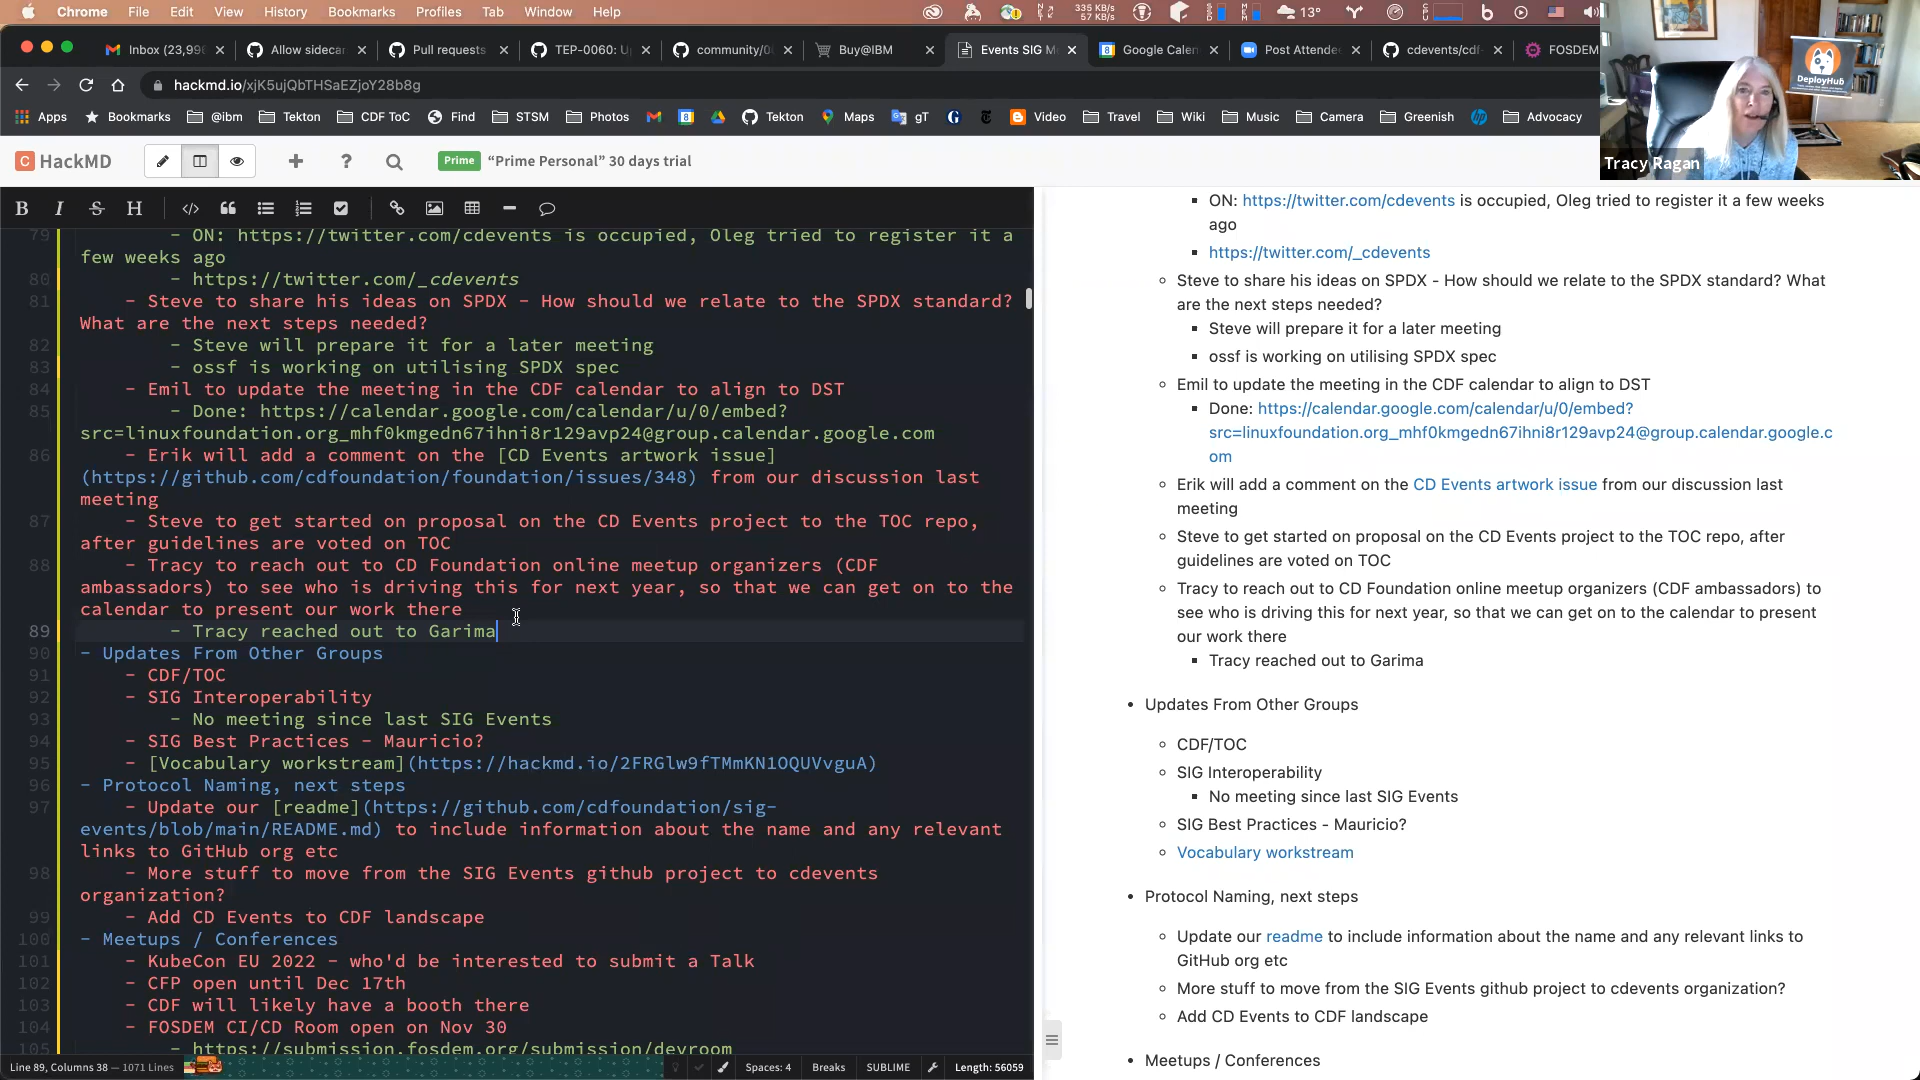 Chrome File Edit View History Bookmarks Profiles Tab Window Help 335 KB/s 57 KB/s 13°
Inbox (23,99 Allow sidecar Pull requests TEP-0060: U community/0 Buy@IBM Events SIG M Google Calen Post Attende cdevents/cdf- FOSDEM
hackmd.io/xjK5ujQbTHSaEZjoY28b8g
Apps Bookmarks @ibm Tekton CDF ToC Find STSM Photos Tekton Maps gT Video Travel Wiki Music Camera Greenish Advocacy
DeployHub
Tracy Ragan
HackMD Prime “Prime Personal” 30 days trial
79 - ON: https://twitter.com/cdevents is occupied, Oleg tried to register it a
few weeks ago
80 - https://twitter.com/_cdevents
81 - Steve to share his ideas on SPDX - How should we relate to the SPDX standard?
What are the next steps needed?
82 - Steve will prepare it for a later meeting
83 - ossf is working on utilising SPDX spec
84 - Emil to update the meeting in the CDF calendar to align to DST
85 - Done: https://calendar.google.com/calendar/u/0/embed?
src=linuxfoundation.org_mhf0kmgedn67ihni8r129avp24@group.calendar.google.com
86 - Erik will add a comment on the [CD Events artwork issue]
(https://github.com/cdfoundation/foundation/issues/348) from our discussion last
meeting
87 - Steve to get started on proposal on the CD Events project to the TOC repo,
after guidelines are voted on TOC
88 - Tracy to reach out to CD Foundation online meetup organizers (CDF
ambassadors) to see who is driving this for next year, so that we can get on to the
calendar to present our work there
89 - Tracy reached out to Garima
90 - Updates From Other Groups
91 - CDF/TOC
92 - SIG Interoperability
93 - No meeting since last SIG Events
94 - SIG Best Practices - Mauricio?
95 - [Vocabulary workstream](https://hackmd.io/2FRGlw9fTMmKN1OQUVvguA)
96 - Protocol Naming, next steps
97 - Update our [readme](https://github.com/cdfoundation/sig-
events/blob/main/README.md) to include information about the name and any relevant
links to GitHub org etc
98 - More stuff to move from the SIG Events github project to cdevents
organization?
99 - Add CD Events to CDF landscape
100 - Meetups / Conferences
101 - KubeCon EU 2022 - who'd be interested to submit a Talk
102 - CFP open until Dec 17th
103 - CDF will likely have a booth there
104 - FOSDEM CI/CD Room open on Nov 30
105 - https://submission.fosdem.org/submission/devroom
Line 89, Columns 38 — 1071 Lines Spaces: 4 Breaks SUBLIME Length: 56059
ON: https://twitter.com/cdevents is occupied, Oleg tried to register it a few weeks
ago
https://twitter.com/_cdevents
Steve to share his ideas on SPDX - How should we relate to the SPDX standard? What
are the next steps needed?
Steve will prepare it for a later meeting
ossf is working on utilising SPDX spec
Emil to update the meeting in the CDF calendar to align to DST
Done: https://calendar.google.com/calendar/u/0/embed?
src=linuxfoundation.org_mhf0kmgedn67ihni8r129avp24@group.calendar.google.c
om
Erik will add a comment on the CD Events artwork issue from our discussion last
meeting
Steve to get started on proposal on the CD Events project to the TOC repo, after
guidelines are voted on TOC
Tracy to reach out to CD Foundation online meetup organizers (CDF ambassadors) to
see who is driving this for next year, so that we can get on to the calendar to present
our work there
Tracy reached out to Garima
Updates From Other Groups
CDF/TOC
SIG Interoperability
No meeting since last SIG Events
SIG Best Practices - Mauricio?
Vocabulary workstream
Protocol Naming, next steps
Update our readme to include information about the name and any relevant links to
GitHub org etc
More stuff to move from the SIG Events github project to cdevents organization?
Add CD Events to CDF landscape
Meetups / Conferences